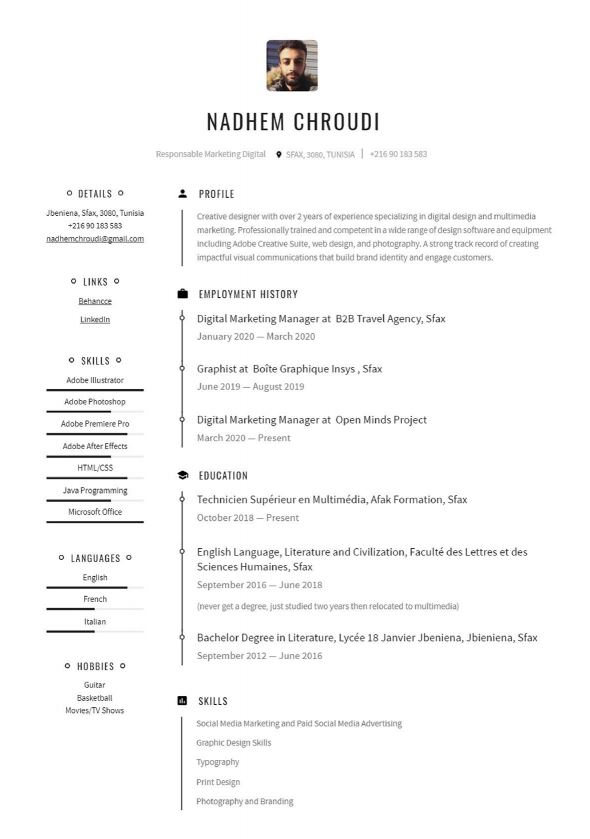 NADHEM CHROUDI
Responsable Marketing Digital SFAX, 3080, TUNISIA | +216 90 183 583
DETAILS
Jbeniena, Sfax, 3080, Tunisia
+216 90 183 583
nadhemchroudi@gmail.com
LINKS
Behancce
LinkedIn
SKILLS
Adobe Illustrator
Adobe Photoshop
Adobe Premiere Pro
Adobe After Effects
HTML/CSS
Java Programming
Microsoft Office
LANGUAGES
English
French
Italian
HOBBIES
Guitar
Basketball
Movies/TV Shows
PROFILE
Creative designer with over 2 years of experience specializing in digital design and multimedia
marketing. Professionally trained and competent in a wide range of design software and equipment
including Adobe Creative Suite, web design, and photography. A strong track record of creating
impactful visual communications that build brand identity and engage customers.
EMPLOYMENT HISTORY
Digital Marketing Manager at B2B Travel Agency, Sfax
January 2020 — March 2020
Graphist at Boîte Graphique Insys , Sfax
June 2019 — August 2019
Digital Marketing Manager at Open Minds Project
March 2020 — Present
EDUCATION
Technicien Supérieur en Multimédia, Afak Formation, Sfax
October 2018 — Present
English Language, Literature and Civilization, Faculté des Lettres et des
Sciences Humaines, Sfax
September 2016 — June 2018
(never get a degree, just studied two years then relocated to multimedia)
Bachelor Degree in Literature, Lycée 18 Janvier Jbeniena, Jbieniena, Sfax
September 2012 — June 2016
SKILLS
Social Media Marketing and Paid Social Media Advertising
Graphic Design Skills
Typography
Print Design
Photography and Branding